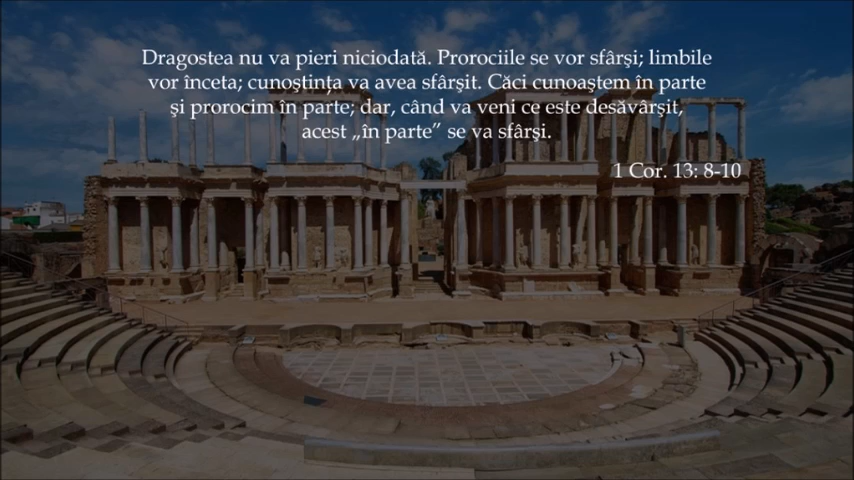 Dragostea nu va pieri niciodată. Prorociile se vor sfârşi; limbile
vor înceta; cunoştinţa va avea sfârşit. Căci cunoaştem în parte
şi prorocim în parte; dar, când va veni ce este desăvârşit,
acest „în parte” se va sfârşi.
1 Cor. 13: 8-10